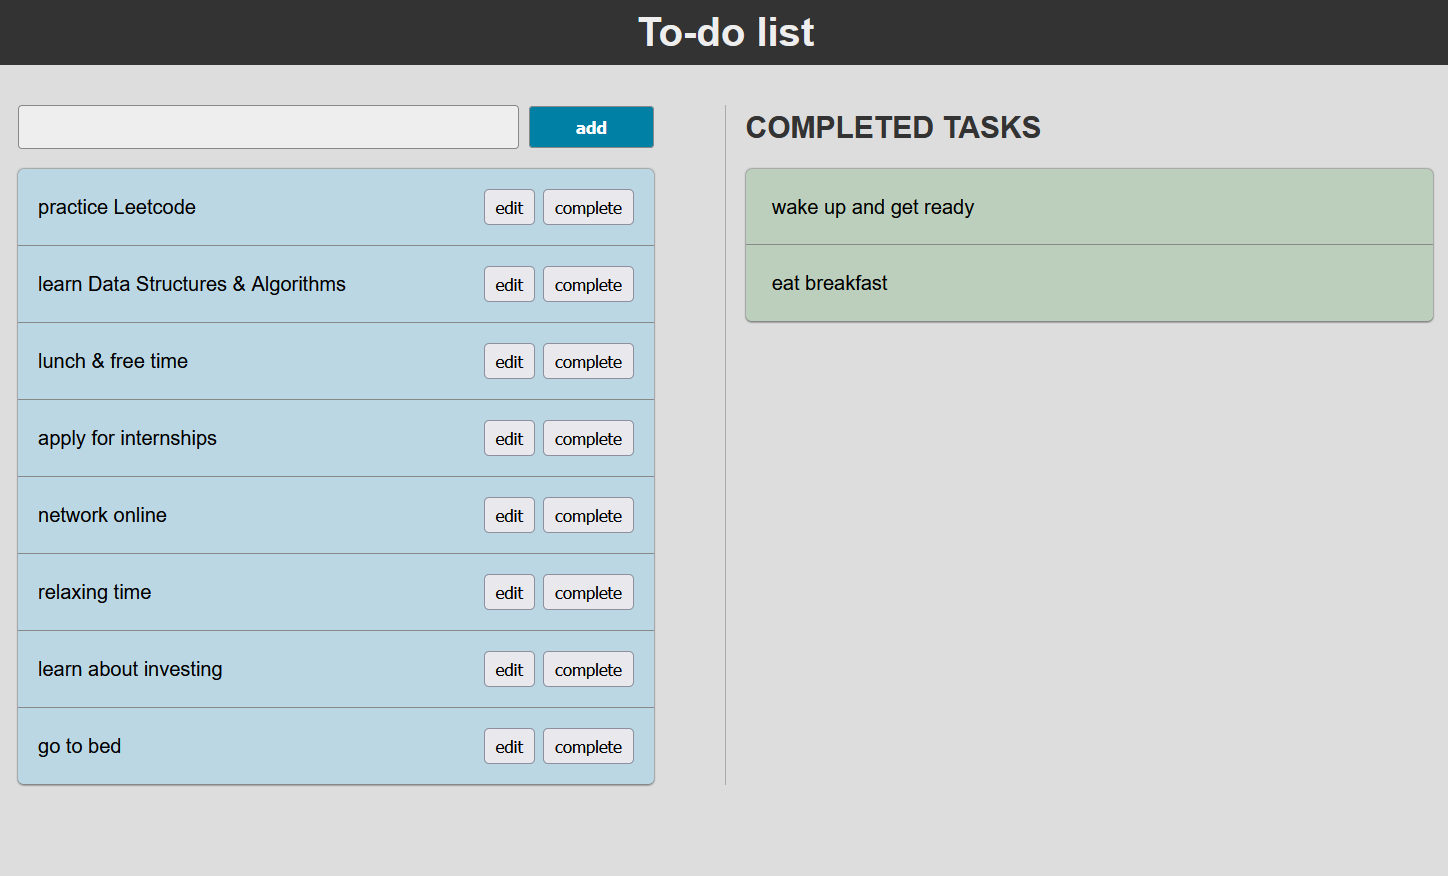 To-do list
add
practice Leetcode edit complete
learn Data Structures & Algorithms edit complete
lunch & free time edit complete
apply for internships edit complete
network online edit complete
relaxing time edit complete
learn about investing edit complete
go to bed edit complete
COMPLETED TASKS
wake up and get ready
eat breakfast